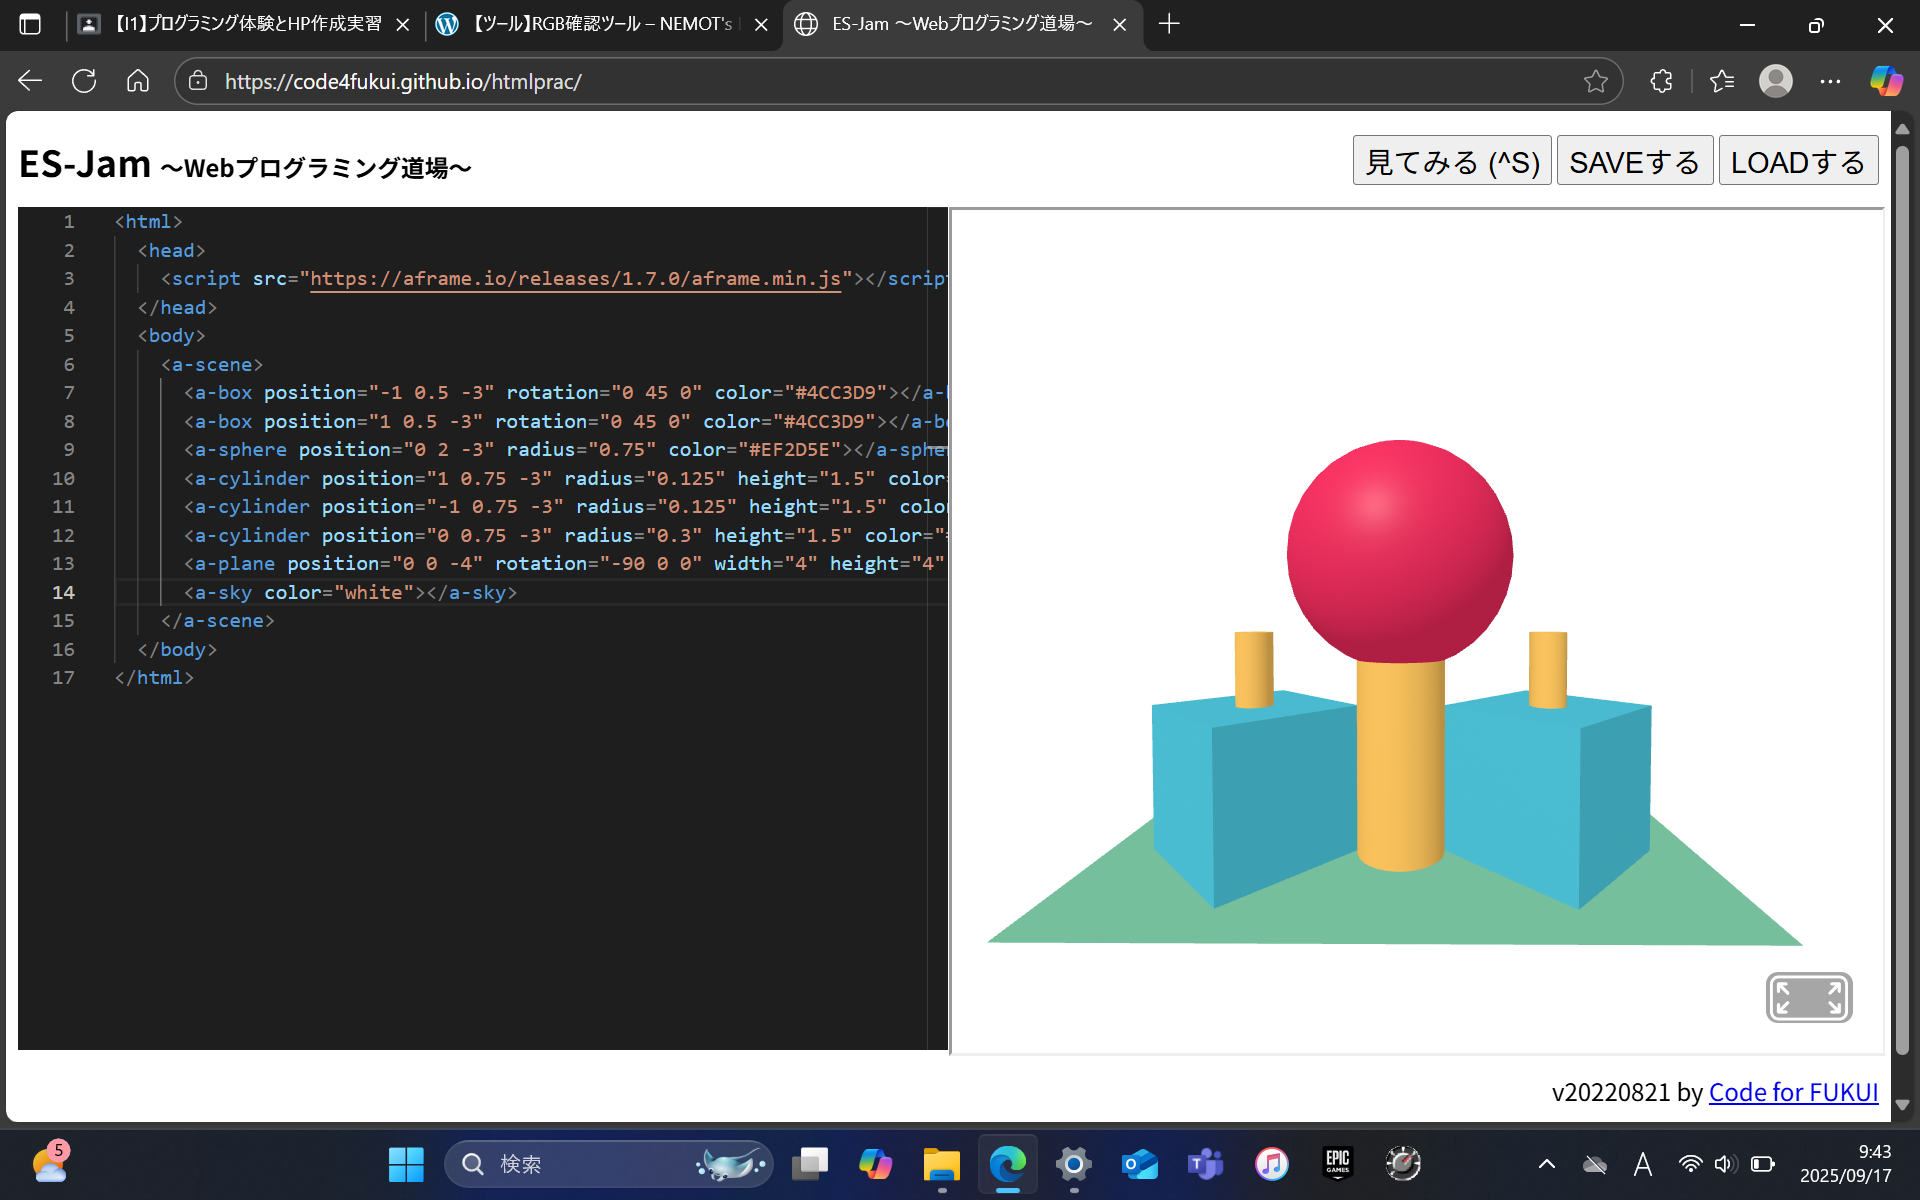 【I1】プログラミング体験とHP作成実習
【ツール】RGB確認ツール – NEMOT's
ES-Jam 〜Webプログラミング道場〜
https://code4fukui.github.io/htmlprac/
ES-Jam 〜Webプログラミング道場〜
見てみる (^S) SAVEする LOADする
1 <html>
2 <head>
3 <script src="https://aframe.io/releases/1.7.0/aframe.min.js"></scrip
4 </head>
5 <body>
6 <a-scene>
7 <a-box position="-1 0.5 -3" rotation="0 45 0" color="#4CC3D9"></a-b
8 <a-box position="1 0.5 -3" rotation="0 45 0" color="#4CC3D9"></a-bo
9 <a-sphere position="0 2 -3" radius="0.75" color="#EF2D5E"></a-sphe
10 <a-cylinder position="1 0.75 -3" radius="0.125" height="1.5" color=
11 <a-cylinder position="-1 0.75 -3" radius="0.125" height="1.5" colo
12 <a-cylinder position="0 0.75 -3" radius="0.3" height="1.5" color="
13 <a-plane position="0 0 -4" rotation="-90 0 0" width="4" height="4"
14 <a-sky color="white"></a-sky>
15 </a-scene>
16 </body>
17 </html>
v20220821 by Code for FUKUI
5
検索
EPIC
GAMES
A
9:43
2025/09/17